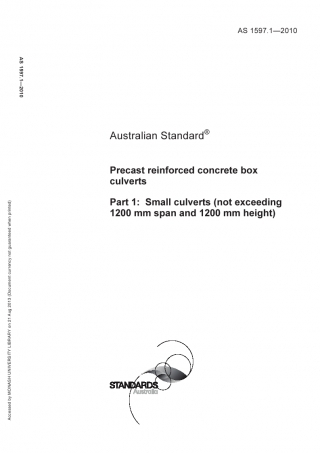 AS 1597.1—2010
AS 1597.1—2010
Australian Standard®
Precast reinforced concrete box
culverts
Part 1: Small culverts (not exceeding
1200 mm span and 1200 mm height)
Accessed by MONASH UNIVERSITY LIBRARY on 21 Aug 2012 (Document currency not guaranteed when printed)
STANDARDS
Australia